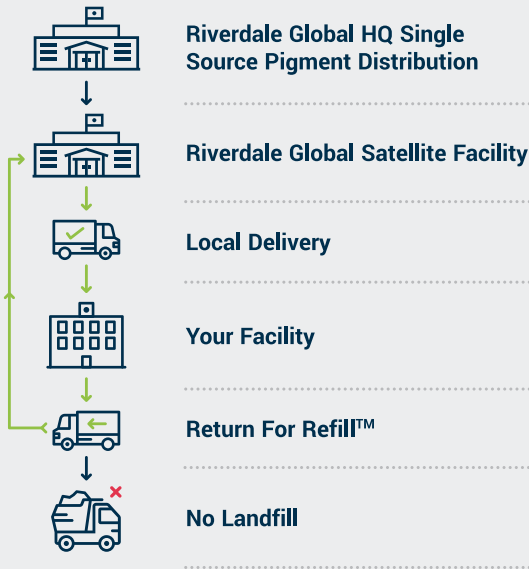 Riverdale Global HQ Single
Source Pigment Distribution
Riverdale Global Satellite Facility
Local Delivery
Your Facility
Return For Refill™
No Landfill